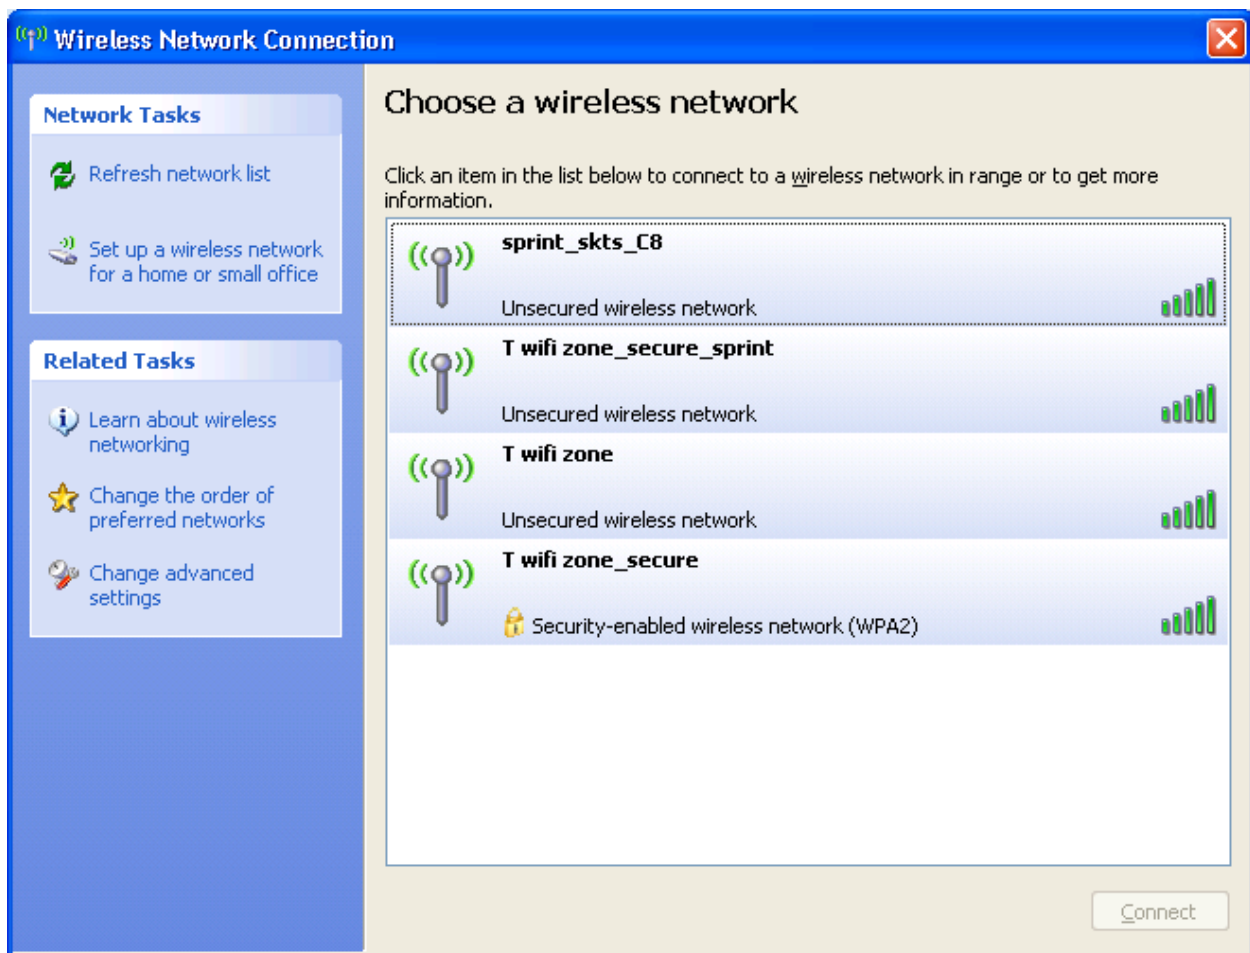 Wireless Network Connection
Network Tasks
Refresh network list
Set up a wireless network
for a home or small office
Related Tasks
Learn about wireless
networking
Change the order of
preferred networks
Change advanced
settings
Choose a wireless network
Click an item in the list below to connect to a wireless network in range or to get more
information.
sprint_skts_C8
Unsecured wireless network
T wifi zone_secure_sprint
Unsecured wireless network
T wifi zone
Unsecured wireless network
T wifi zone_secure
Security-enabled wireless network (WPA2)
Connect